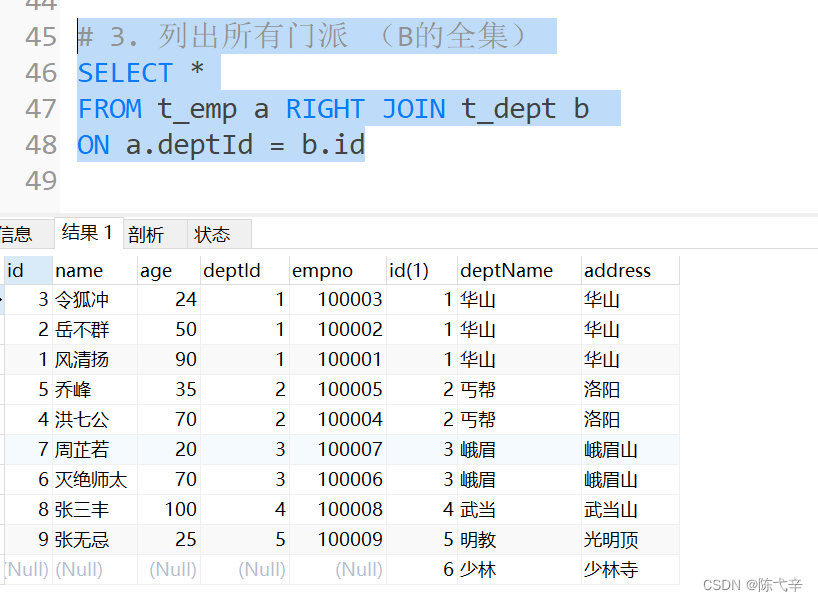 44
45 # 3. 列出所有门派 （B的全集）
46 SELECT *
47 FROM t_emp a RIGHT JOIN t_dept b
48 ON a.deptId = b.id
49
信息 结果 1 剖析 状态
id name age deptId empno id(1) deptName address
3 令狐冲 24 1 100003 1 华山 华山
2 岳不群 50 1 100002 1 华山 华山
1 风清扬 90 1 100001 1 华山 华山
5 乔峰 35 2 100005 2 丐帮 洛阳
4 洪七公 70 2 100004 2 丐帮 洛阳
7 周芷若 20 3 100007 3 峨眉 峨眉山
6 灭绝师太 70 3 100006 3 峨眉 峨眉山
8 张三丰 100 4 100008 4 武当 武当山
9 张无忌 25 5 100009 5 明教 光明顶
(Null) (Null) (Null) (Null) (Null) 6 少林 少林寺
CSDN @陈弋辛